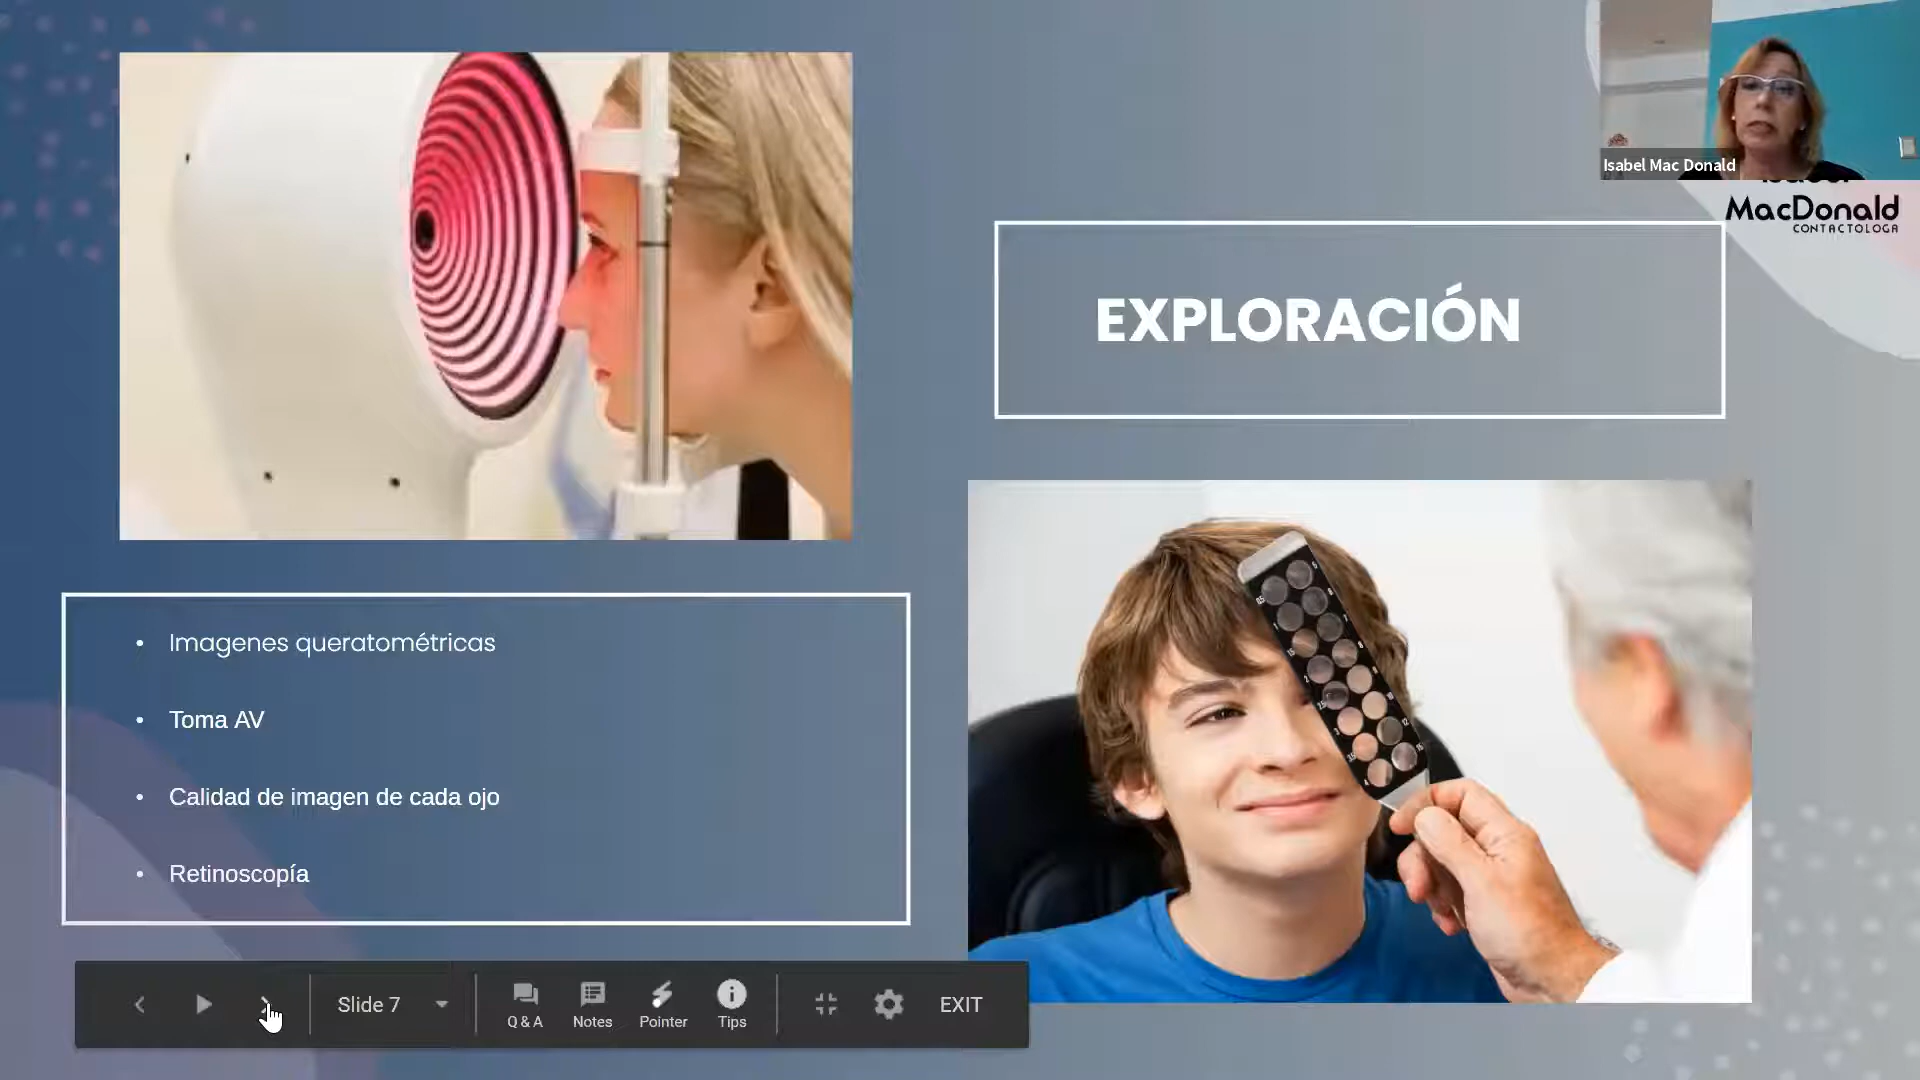 Isabel Mac Donald
MacDonald
CONTACTOLOGA
EXPLORACIÓN
• Imagenes queratométricas
• Toma AV
• Calidad de imagen de cada ojo
• Retinoscopía
Slide 7
Q & A
Notes
Pointer
Tips
EXIT